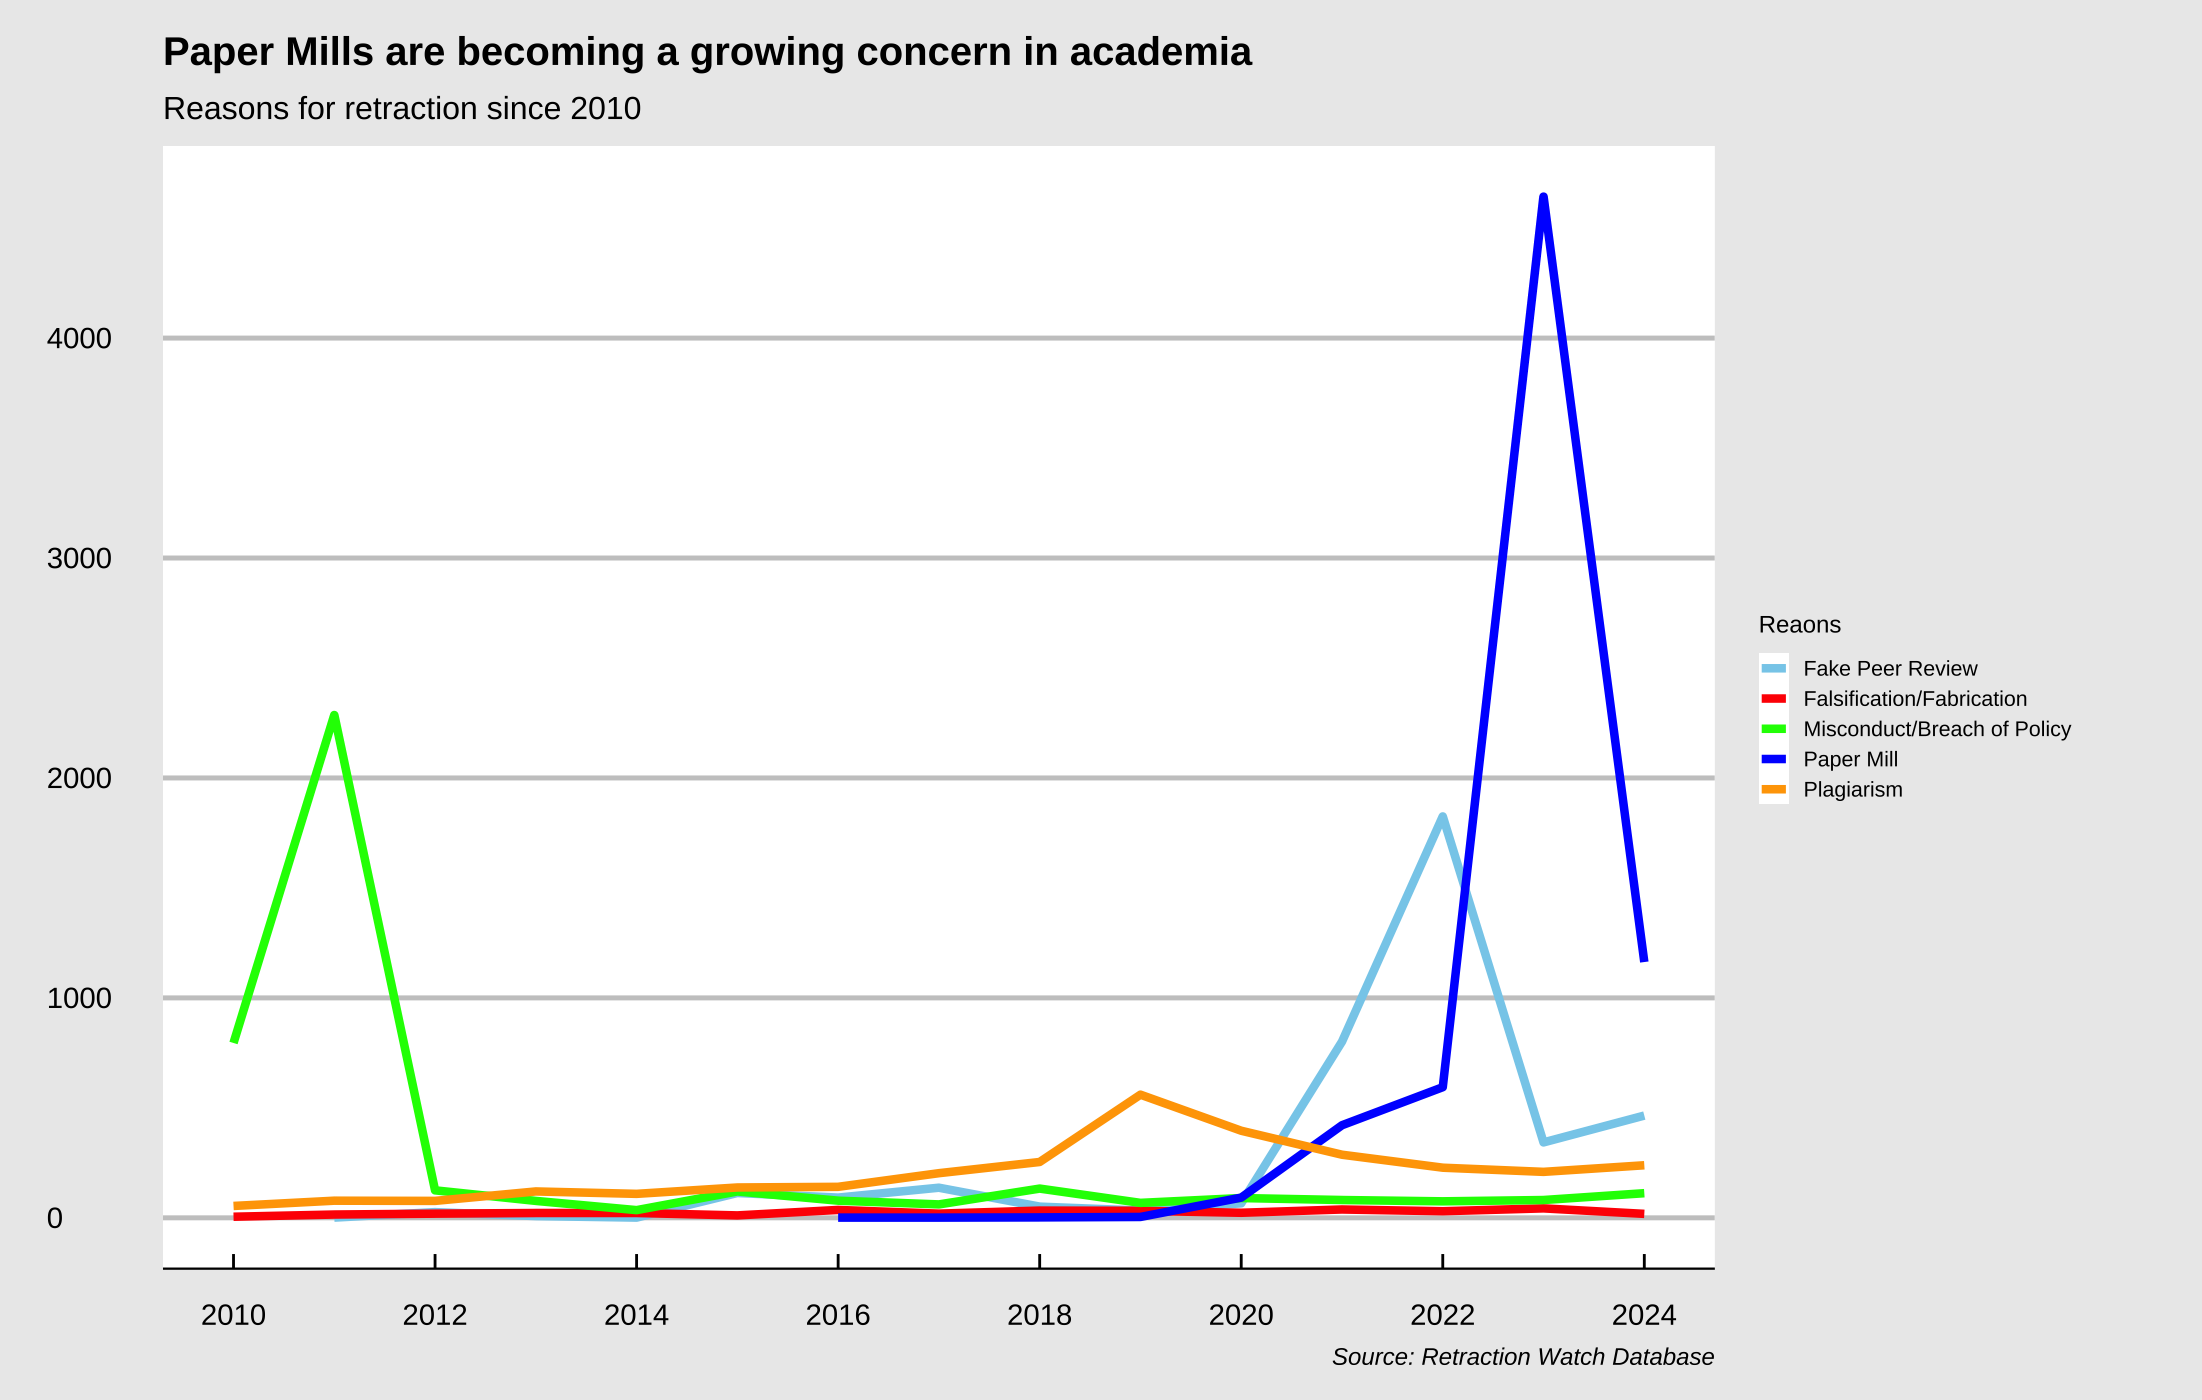 Paper Mills are becoming a growing concern in academia
Reasons for retraction since 2010
4000
3000
2000
1000
0
2010 2012 2014 2016 2018 2020 2022 2024
Reaons
Fake Peer Review
Falsification/Fabrication
Misconduct/Breach of Policy
Paper Mill
Plagiarism
Source: Retraction Watch Database